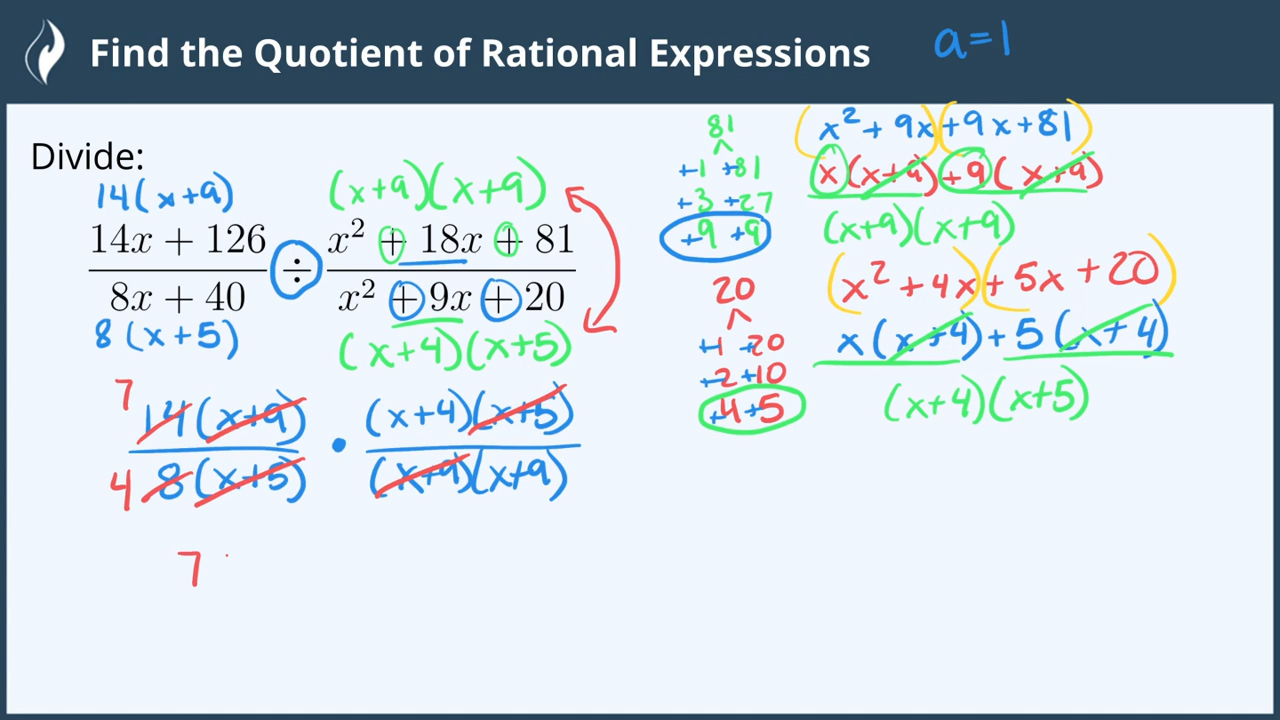 Find the Quotient of Rational Expressions
a=1
Divide:
14(x+9)
(x+9)(x+9)
14x + 126
÷
x² + 18x + 81
8x + 40
x² + 9x + 20
8(x+5)
(x+4)(x+5)
7
14(x+9)
·
(x+4)(x+5)
4
8(x+5)
(x+9)(x+9)
7
81
+1 +81
+3 +27
+9 +9
20
+1 +20
+2 +10
+4 +5
(x² + 9x)(+9x+81)
x(x+9)+9(x+9)
(x+9)(x+9)
(x² + 4x)(+5x + 20)
x(x+4)+5(x+4)
(x+4)(x+5)